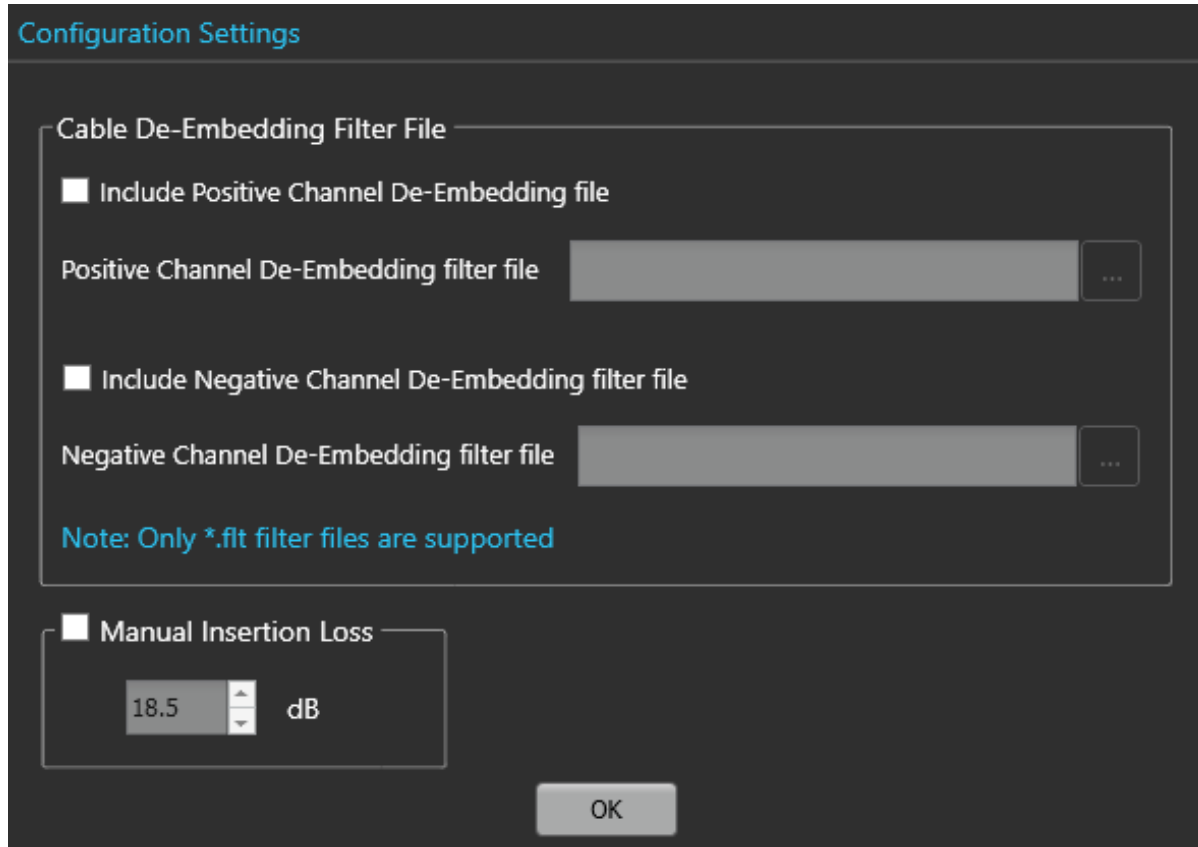 Configuration Settings
Cable De-Embedding Filter File
Include Positive Channel De-Embedding file
Positive Channel De-Embedding filter file ...
Include Negative Channel De-Embedding filter file
Negative Channel De-Embedding filter file ...
Note: Only *.flt filter files are supported
Manual Insertion Loss
18.5 dB
OK